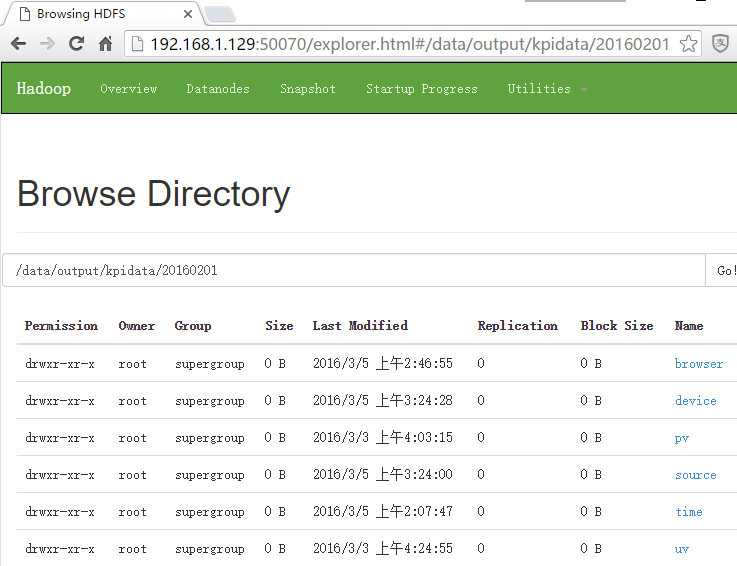 Browsing HDFS
192.168.1.129:50070/explorer.html#/data/output/kpidata/20160201
Hadoop Overview Datanodes Snapshot Startup Progress Utilities
Browse Directory
/data/output/kpidata/20160201 Go!
Permission Owner Group Size Last Modified Replication Block Size Name
drwxr-xr-x root supergroup 0 B 2016/3/5 上午2:46:55 0 0 B browser
drwxr-xr-x root supergroup 0 B 2016/3/5 上午3:24:28 0 0 B device
drwxr-xr-x root supergroup 0 B 2016/3/3 上午4:03:15 0 0 B pv
drwxr-xr-x root supergroup 0 B 2016/3/5 上午3:24:00 0 0 B source
drwxr-xr-x root supergroup 0 B 2016/3/5 上午2:07:47 0 0 B time
drwxr-xr-x root supergroup 0 B 2016/3/3 上午4:24:55 0 0 B uv